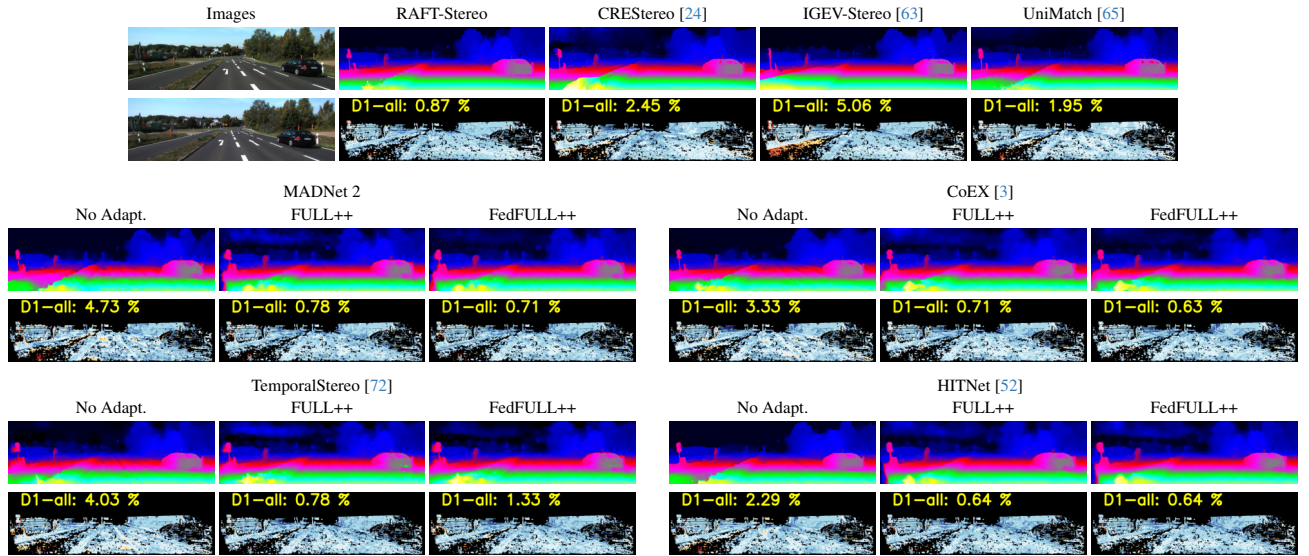 Images RAFT-Stereo CREStereo [24] IGEV-Stereo [63] UniMatch [65]
D1-all: 0.87 % D1-all: 2.45 % D1-all: 5.06 % D1-all: 1.95 %
MADNet 2 CoEX [3]
No Adapt. FULL++ FedFULL++ No Adapt. FULL++ FedFULL++
D1-all: 4.73 % D1-all: 0.78 % D1-all: 0.71 % D1-all: 3.33 % D1-all: 0.71 % D1-all: 0.63 %
TemporalStereo [72] HITNet [52]
No Adapt. FULL++ FedFULL++ No Adapt. FULL++ FedFULL++
D1-all: 4.03 % D1-all: 0.78 % D1-all: 1.33 % D1-all: 2.29 % D1-all: 0.64 % D1-all: 0.64 %